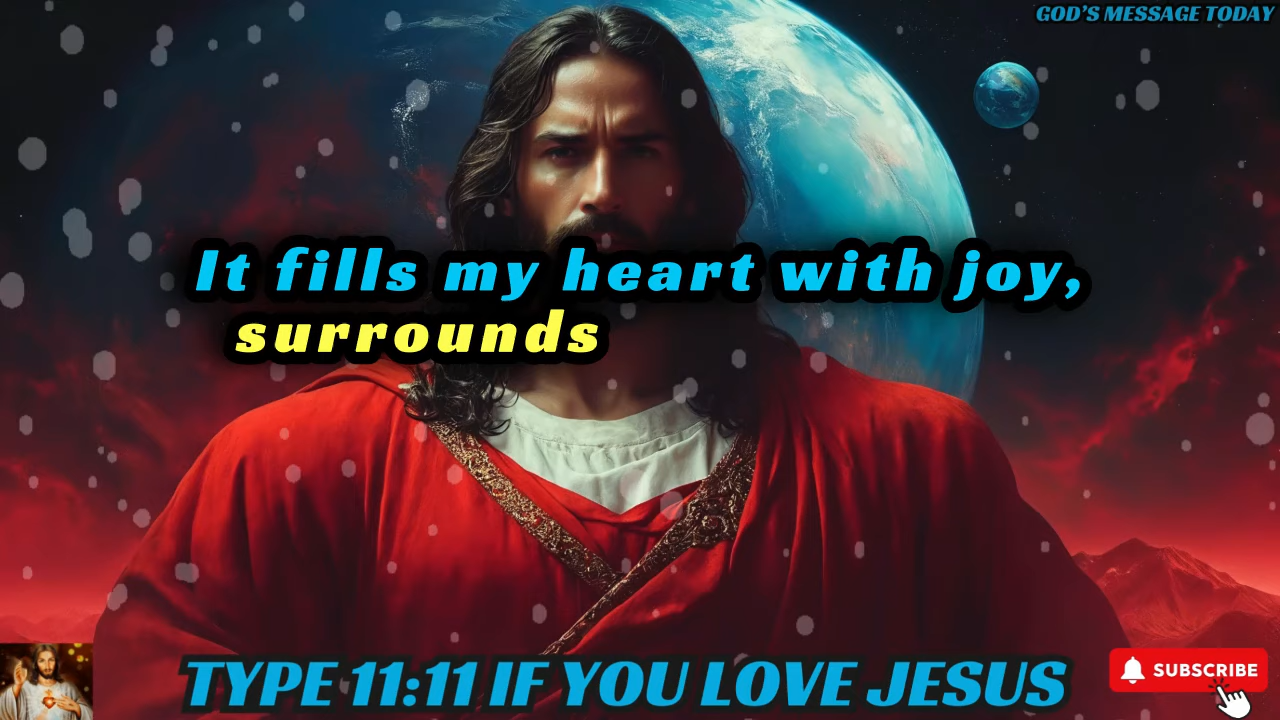 GOD'S MESSAGE TODAY
It fills my heart with joy,
surrounds
TYPE 11:11 IF YOU LOVE JESUS
SUBSCRIBE